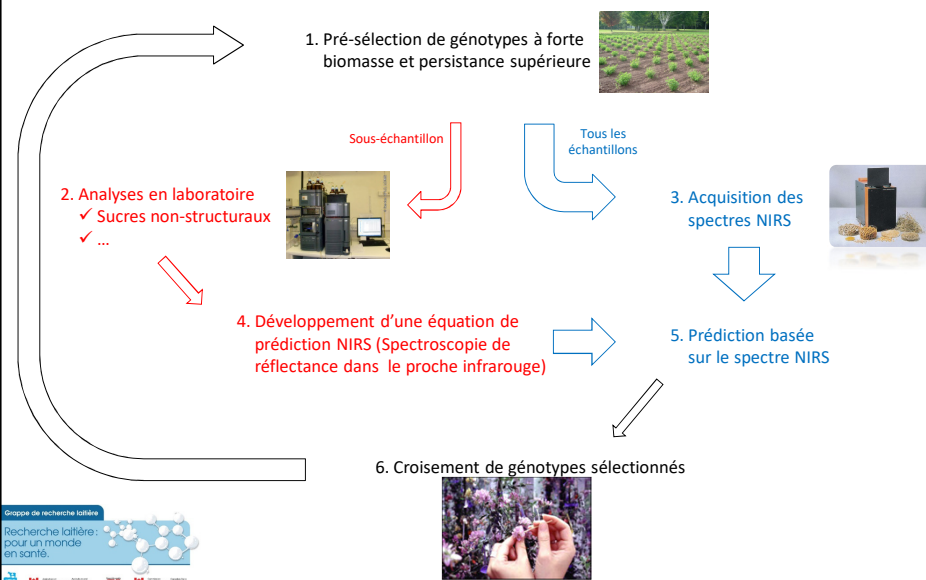 1. Pré-sélection de génotypes à forte
biomasse et persistance supérieure
Sous-échantillon
Tous les
échantillons
2. Analyses en laboratoire
✓ Sucres non-structuraux
✓ ...
3. Acquisition des
spectres NIRS
4. Développement d'une équation de
prédiction NIRS (Spectroscopie de
réflectance dans le proche infrarouge)
5. Prédiction basée
sur le spectre NIRS
6. Croisement de génotypes sélectionnés
Grappe de recherche laitière
Recherche laitière :
pour un monde
en santé.